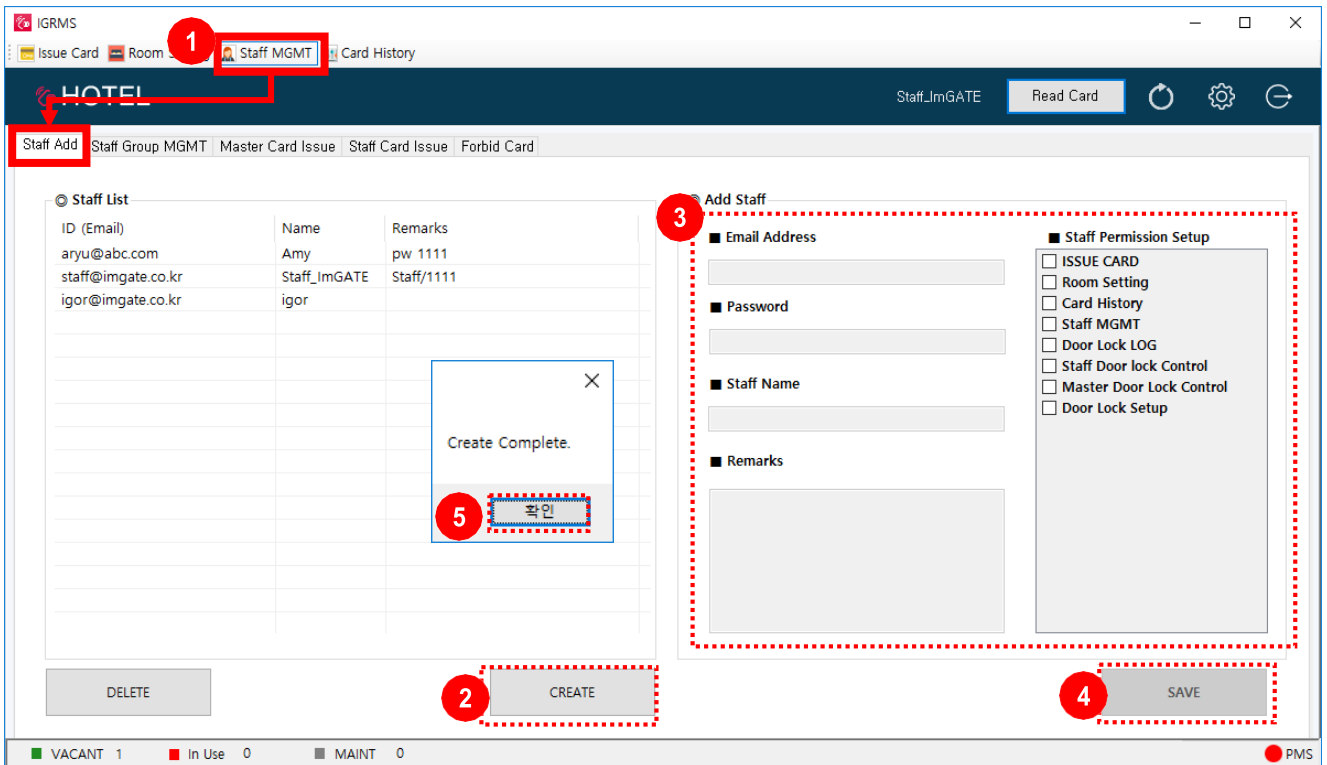 IGRMS
Issue Card Room Staff MGMT Card History
1
HOTEL
Staff_ImGATE Read Card
Staff Add Staff Group MGMT Master Card Issue Staff Card Issue Forbid Card
◎ Staff List
ID (Email) Name Remarks
aryu@abc.com Amy pw 1111
staff@imgate.co.kr Staff_ImGATE Staff/1111
igor@imgate.co.kr igor
Create Complete.
5
확인
DELETE
2
CREATE
Add Staff
3
■ Email Address
■ Password
■ Staff Name
■ Remarks
■ Staff Permission Setup
ISSUE CARD
Room Setting
Card History
Staff MGMT
Door Lock LOG
Staff Door lock Control
Master Door Lock Control
Door Lock Setup
4
SAVE
VACANT 1 In Use 0 MAINT 0 PMS